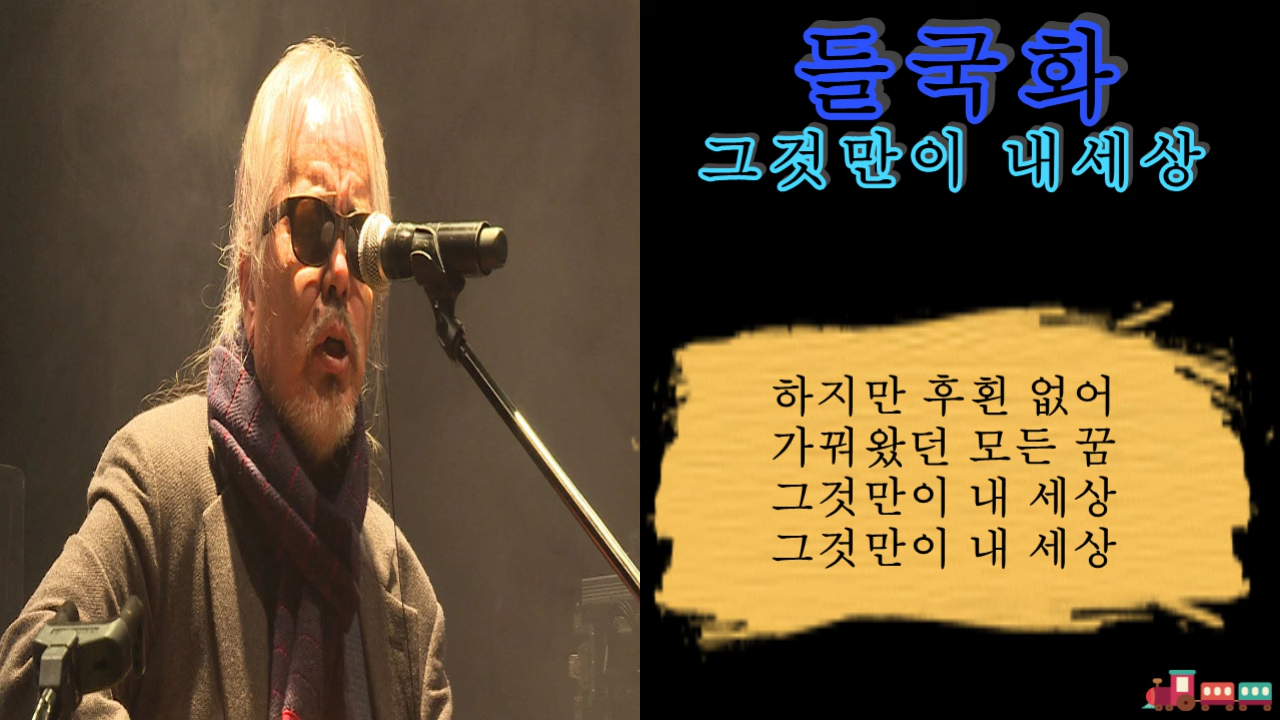 들국화
그것만이 내세상
하지만 후횐 없어
가꿔왔던 모든 꿈
그것만이 내 세상
그것만이 내 세상